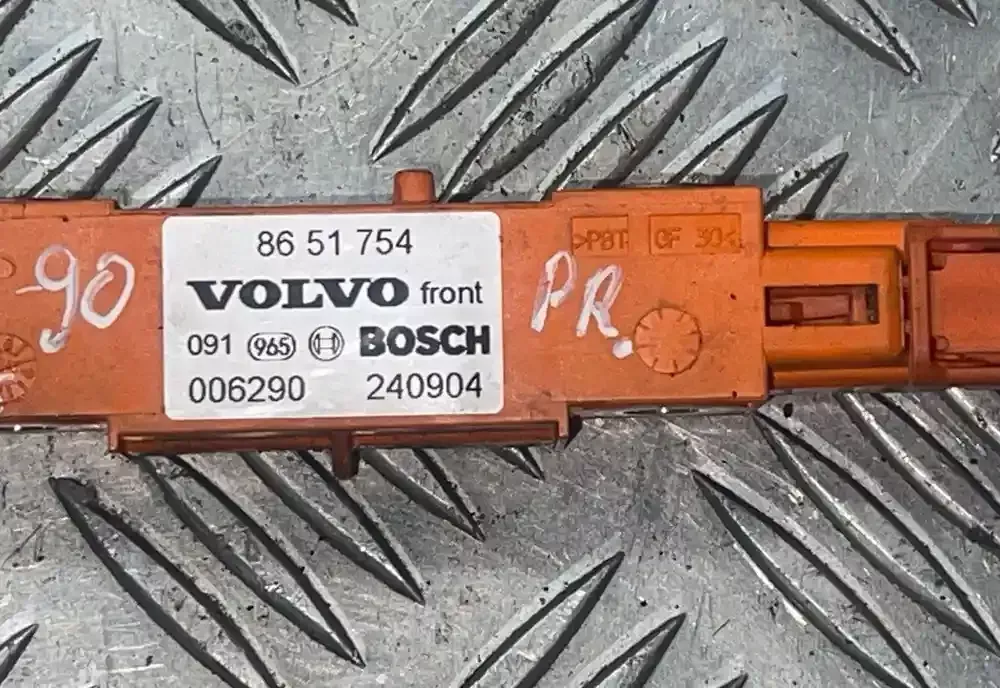 90
86 51 754
VOLVO front
091 965 BOSCH
006290 240904
PR.
>PBT GF 30<